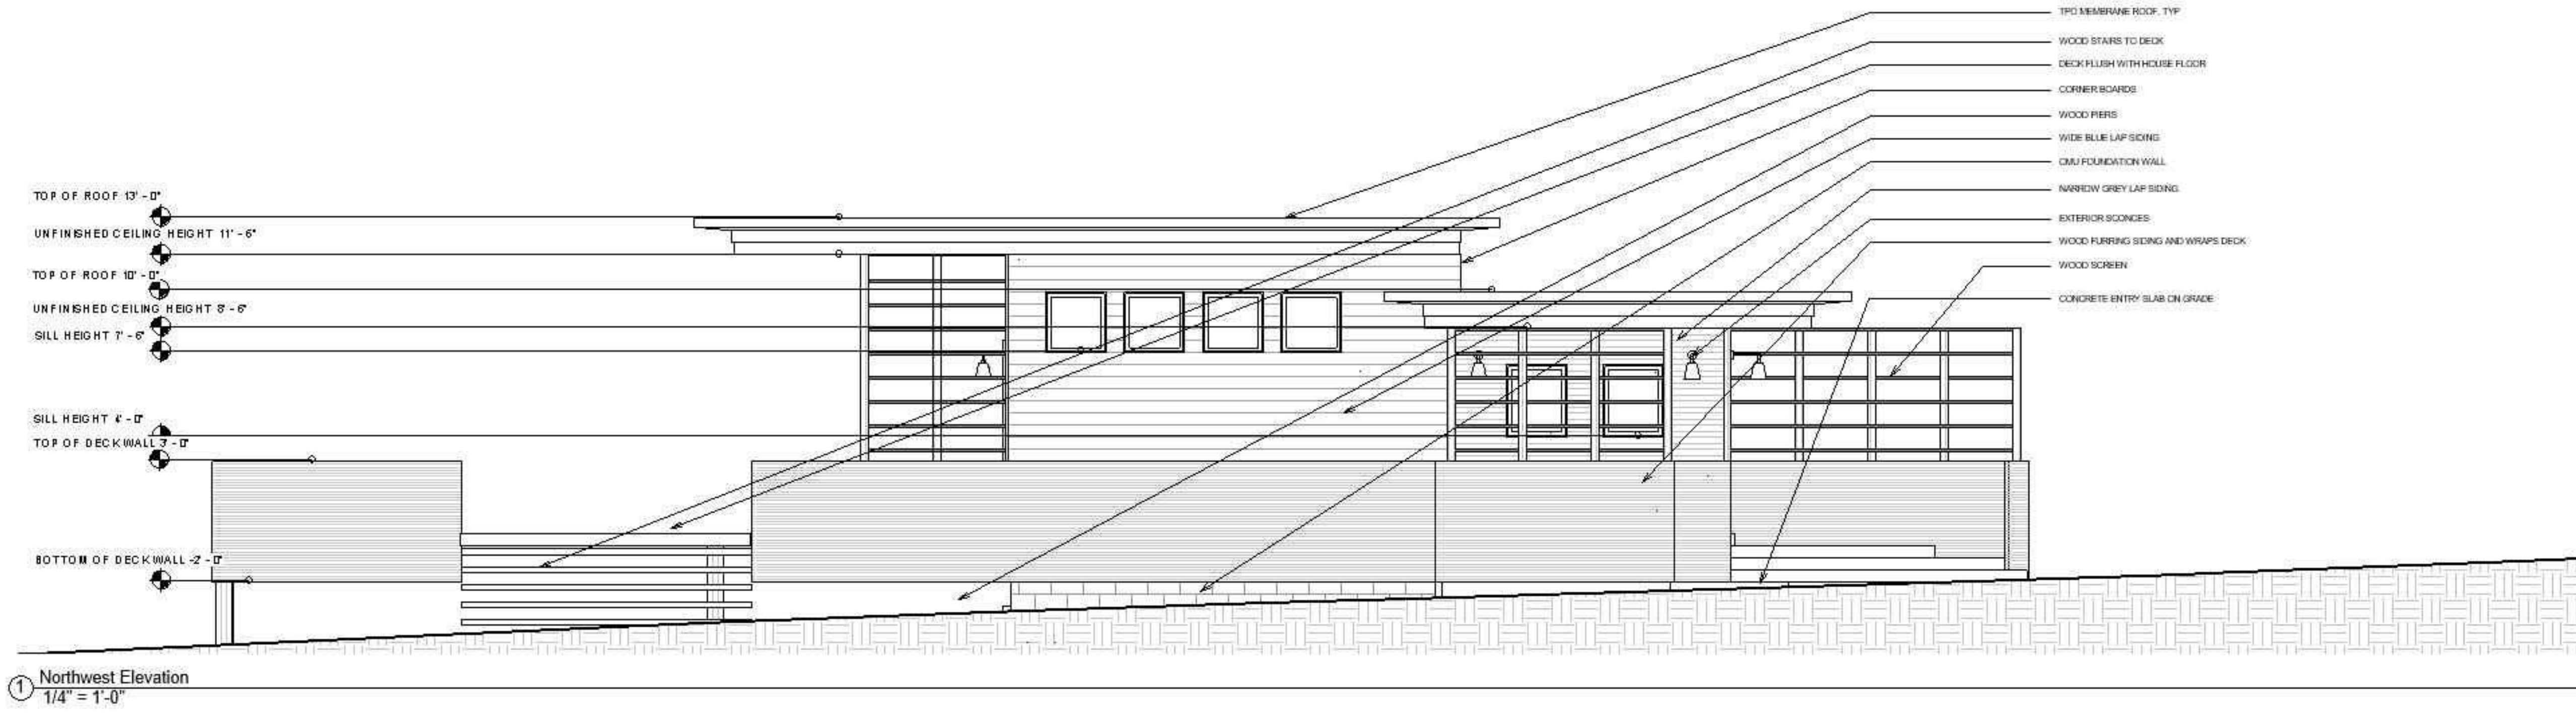 TPO MEMBRANE ROOF, TYP
WOOD STAIRS TO DECK
DECK FLUSH WITH HOUSE FLOOR
CORNER BOARDS
WOOD PIERS
WIDE BLUE LAP SIDING
CMU FOUNDATION WALL
NARROW GREY LAP SIDING
EXTERIOR SCONCES
WOOD FURRING SIDING AND WRAPS DECK
WOOD SCREEN
CONCRETE ENTRY SLAB ON GRADE
TOP OF ROOF 13' - 0"
UNFINISHED CEILING HEIGHT 11' - 6"
TOP OF ROOF 10' - 0"
UNFINISHED CEILING HEIGHT 8' - 6"
SILL HEIGHT 7' - 6"
SILL HEIGHT 4' - 0"
TOP OF DECK WALL 3' - 0"
BOTTOM OF DECK WALL -2' - 0"
1 Northwest Elevation
1/4" = 1'-0"